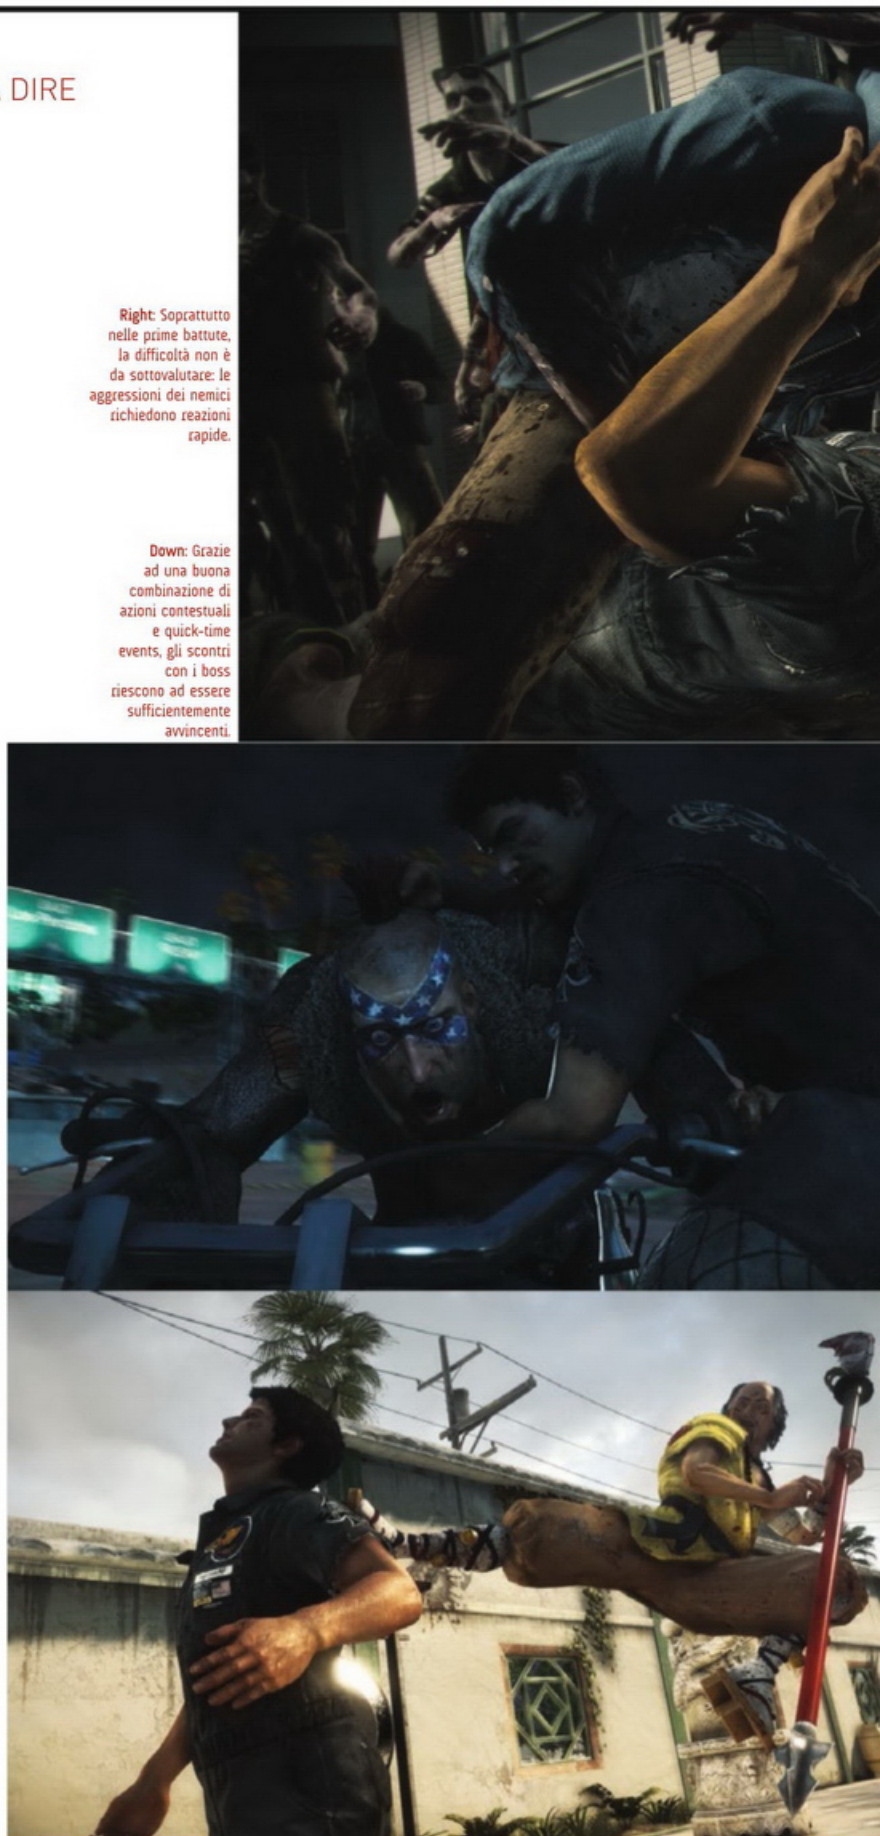 DIRE
Right: Soprattutto
nelle prime battute,
la difficoltà non è
da sottovalutare: le
aggressioni dei nemici
richiedono reazioni
rapide.
Down: Grazie
ad una buona
combinazione di
azioni contestuali
e quick-time
events, gli scontri
con i boss
riescono ad essere
sufficientemente
avvincenti.